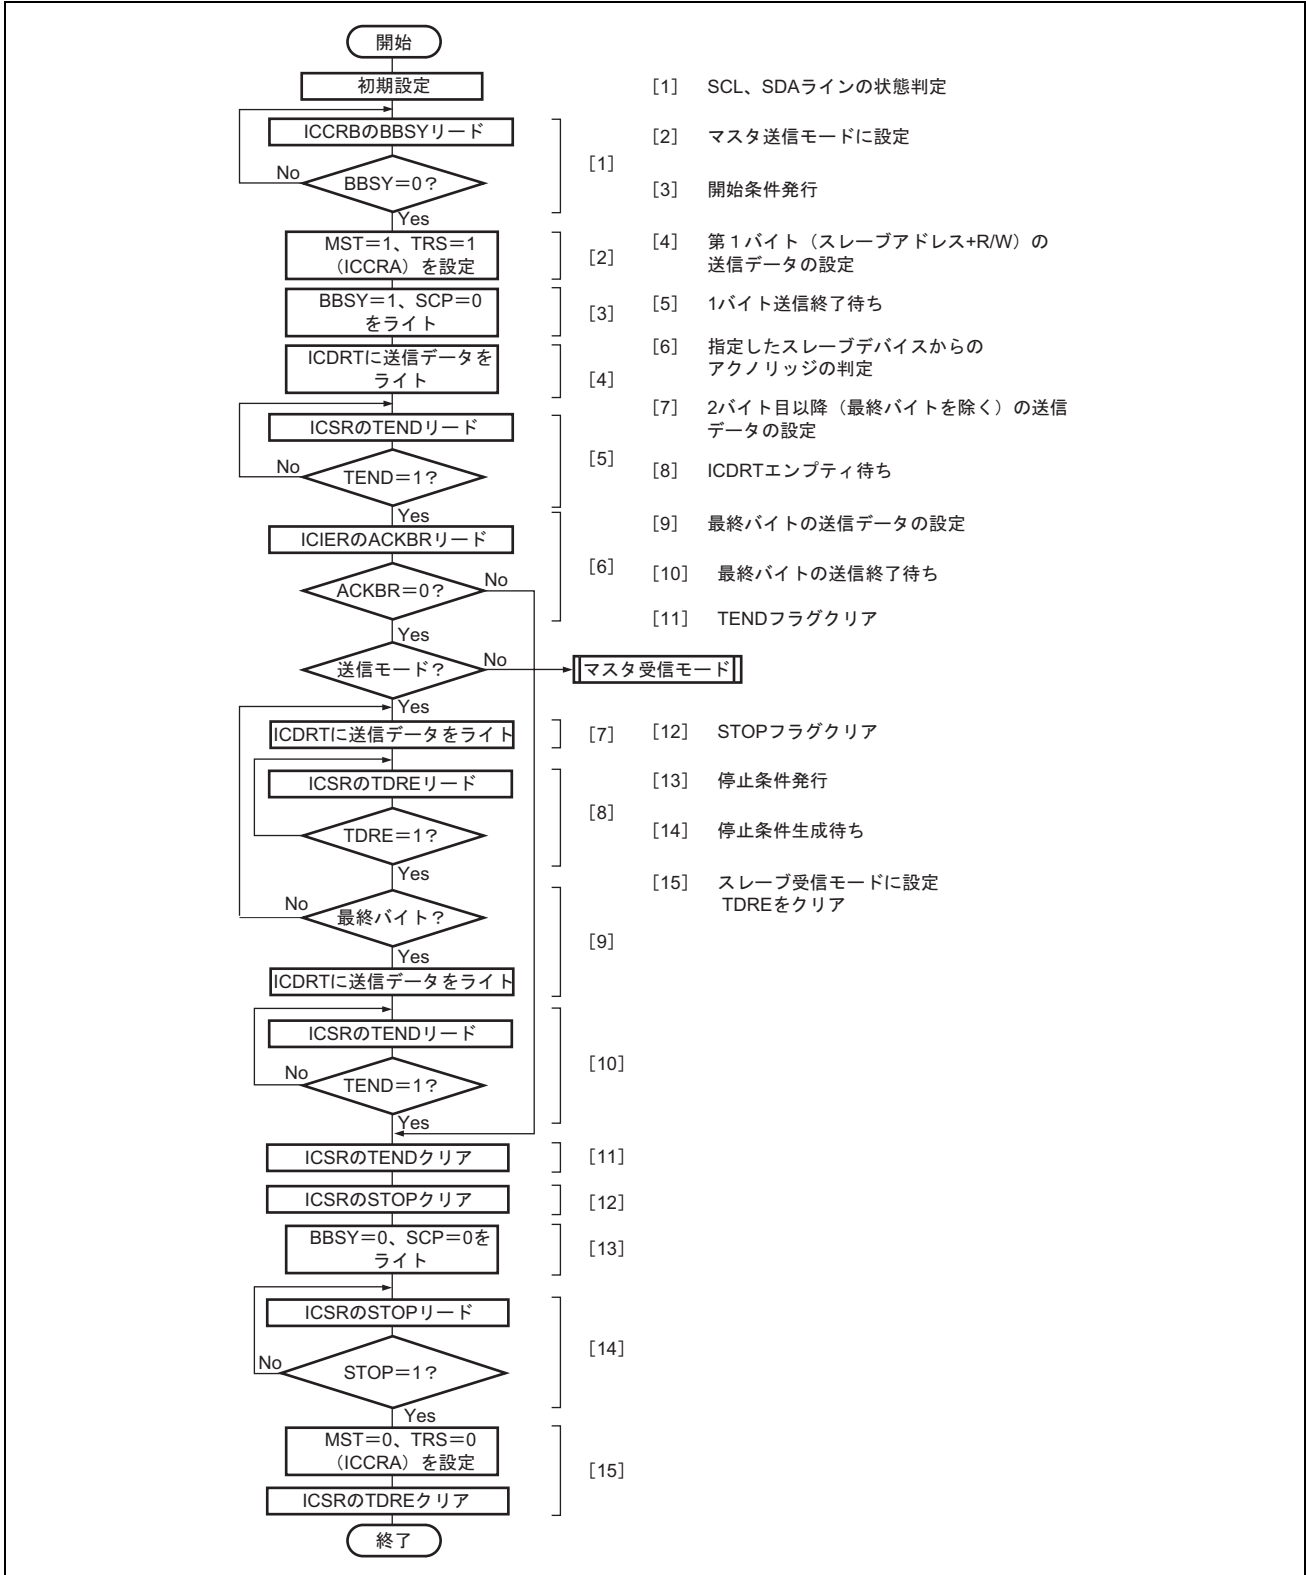 開始
初期設定
ICCRBのBBSYリード
BBSY＝0？
No
Yes
[1]
MST＝1、TRS＝1
（ICCRA）を設定
[2]
BBSY＝1、SCP＝0
をライト
[3]
ICDRTに送信データを
ライト
[4]
ICSRのTENDリード
No
TEND＝1？
Yes
[5]
ICIERのACKBRリード
ACKBR＝0？
No
Yes
[6]
送信モード？
No
マスタ受信モード
Yes
ICDRTに送信データをライト
[7]
ICSRのTDREリード
TDRE＝1？
Yes
[8]
No
最終バイト？
Yes
ICDRTに送信データをライト
[9]
ICSRのTENDリード
No
TEND＝1？
Yes
[10]
ICSRのTENDクリア
[11]
ICSRのSTOPクリア
[12]
BBSY＝0、SCP＝0を
ライト
[13]
ICSRのSTOPリード
No
STOP＝1？
Yes
[14]
MST＝0、TRS＝0
（ICCRA）を設定
ICSRのTDREクリア
[15]
終了
[1] SCL、SDAラインの状態判定
[2] マスタ送信モードに設定
[3] 開始条件発行
[4] 第１バイト（スレーブアドレス+R/W）の
送信データの設定
[5] 1バイト送信終了待ち
[6] 指定したスレーブデバイスからの
アクノリッジの判定
[7] 2バイト目以降（最終バイトを除く）の送信
データの設定
[8] ICDRTエンプティ待ち
[9] 最終バイトの送信データの設定
[10] 最終バイトの送信終了待ち
[11] TENDフラグクリア
[12] STOPフラグクリア
[13] 停止条件発行
[14] 停止条件生成待ち
[15] スレーブ受信モードに設定
TDREをクリア